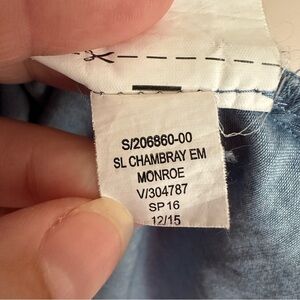 S/206860-00
SL CHAMBRAY EM
MONROE
V/304787
SP 16
12/15